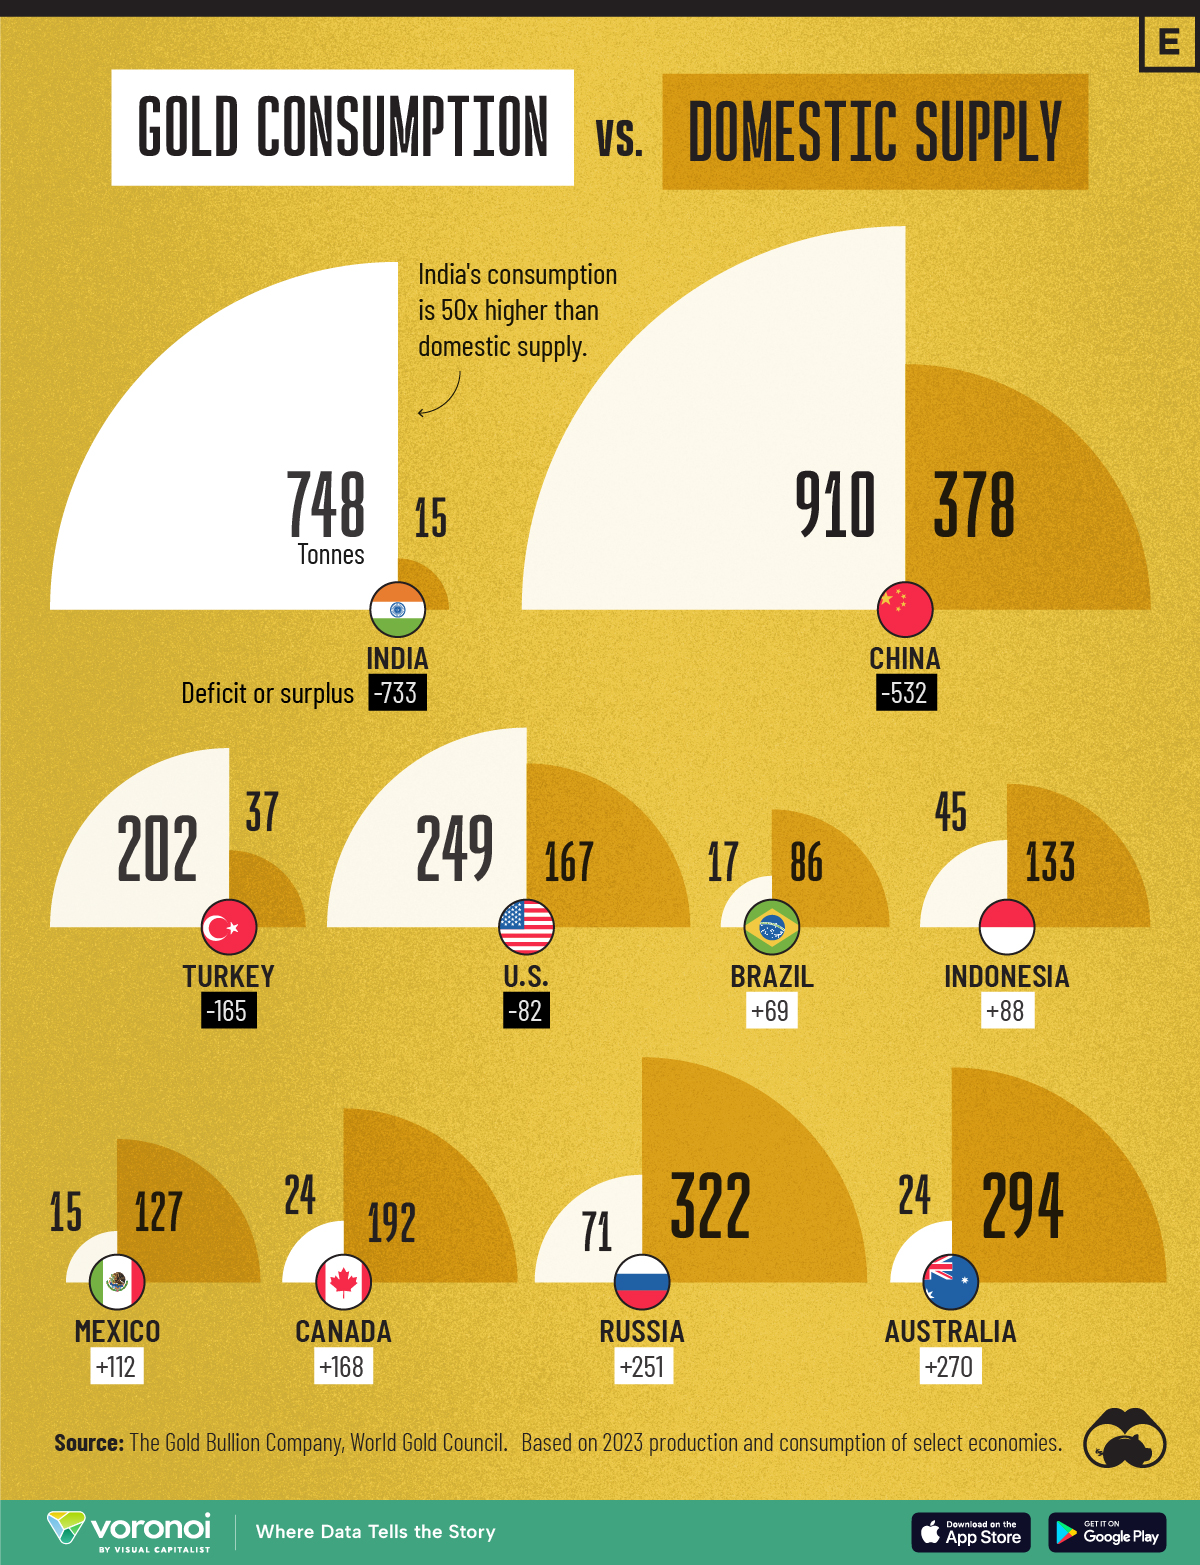 E
GOLD CONSUMPTION vs. DOMESTIC SUPPLY
India's consumption
is 50x higher than
domestic supply.
748
Tonnes
15
INDIA
Deficit or surplus -733
910 378
CHINA
-532
202 37
TURKEY
-165
249 167
U.S.
-82
17 86
BRAZIL
+69
45 133
INDONESIA
+88
15 127
MEXICO
+112
24 192
CANADA
+168
71 322
RUSSIA
+251
24 294
AUSTRALIA
+270
Source: The Gold Bullion Company, World Gold Council. Based on 2023 production and consumption of select economies.
voronoi
BY VISUAL CAPITALIST
Where Data Tells the Story
Download on the
App Store
GET IT ON
Google Play